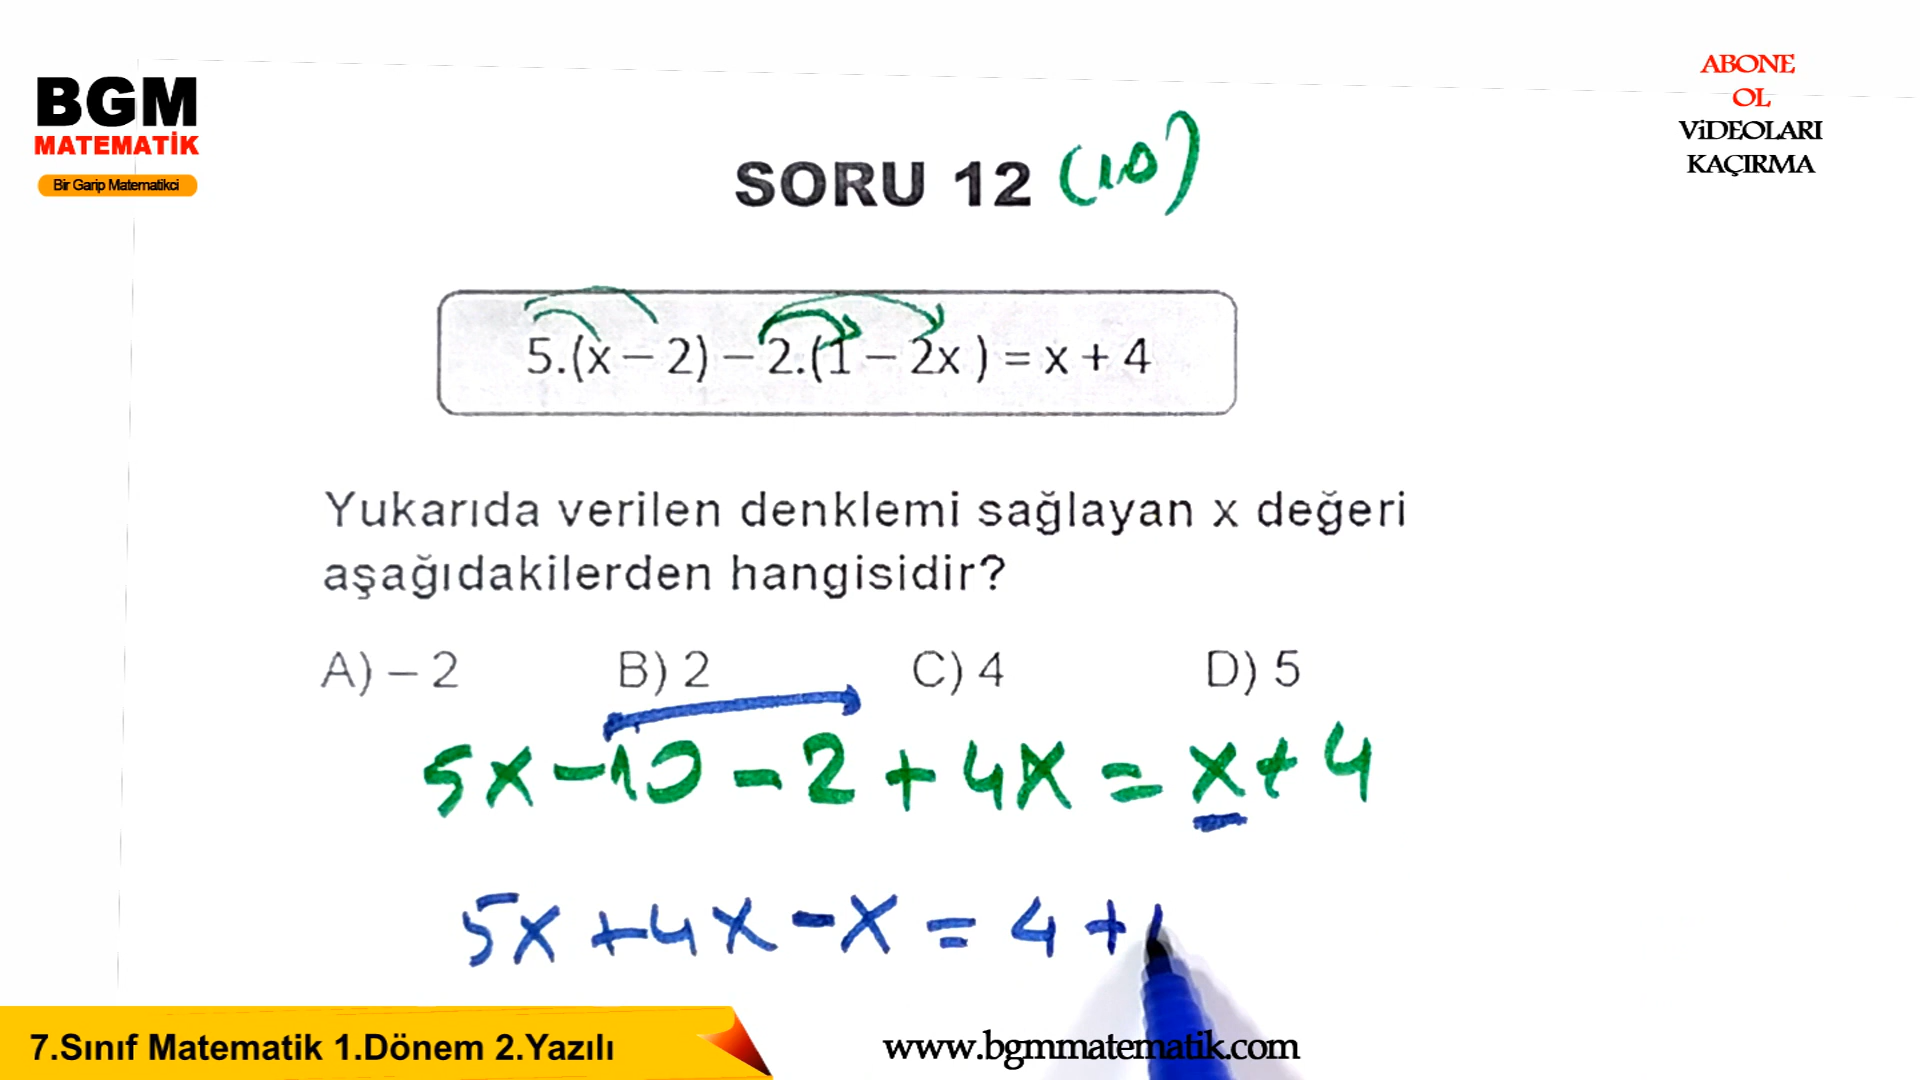 BGM
MATEMATİK
Bir Garip Matematikci
ABONE
OL
ViDEOLARI
KAÇIRMA
SORU 12 (10)
5.(x – 2) – 2.(1 – 2x ) = x + 4
Yukarıda verilen denklemi sağlayan x değeri
aşağıdakilerden hangisidir?
A) – 2 B) 2 C) 4 D) 5
5x – 10 – 2 + 4x = x + 4
5x + 4x – x = 4 +
7.Sınıf Matematik 1.Dönem 2.Yazılı
www.bgmmatematik.com